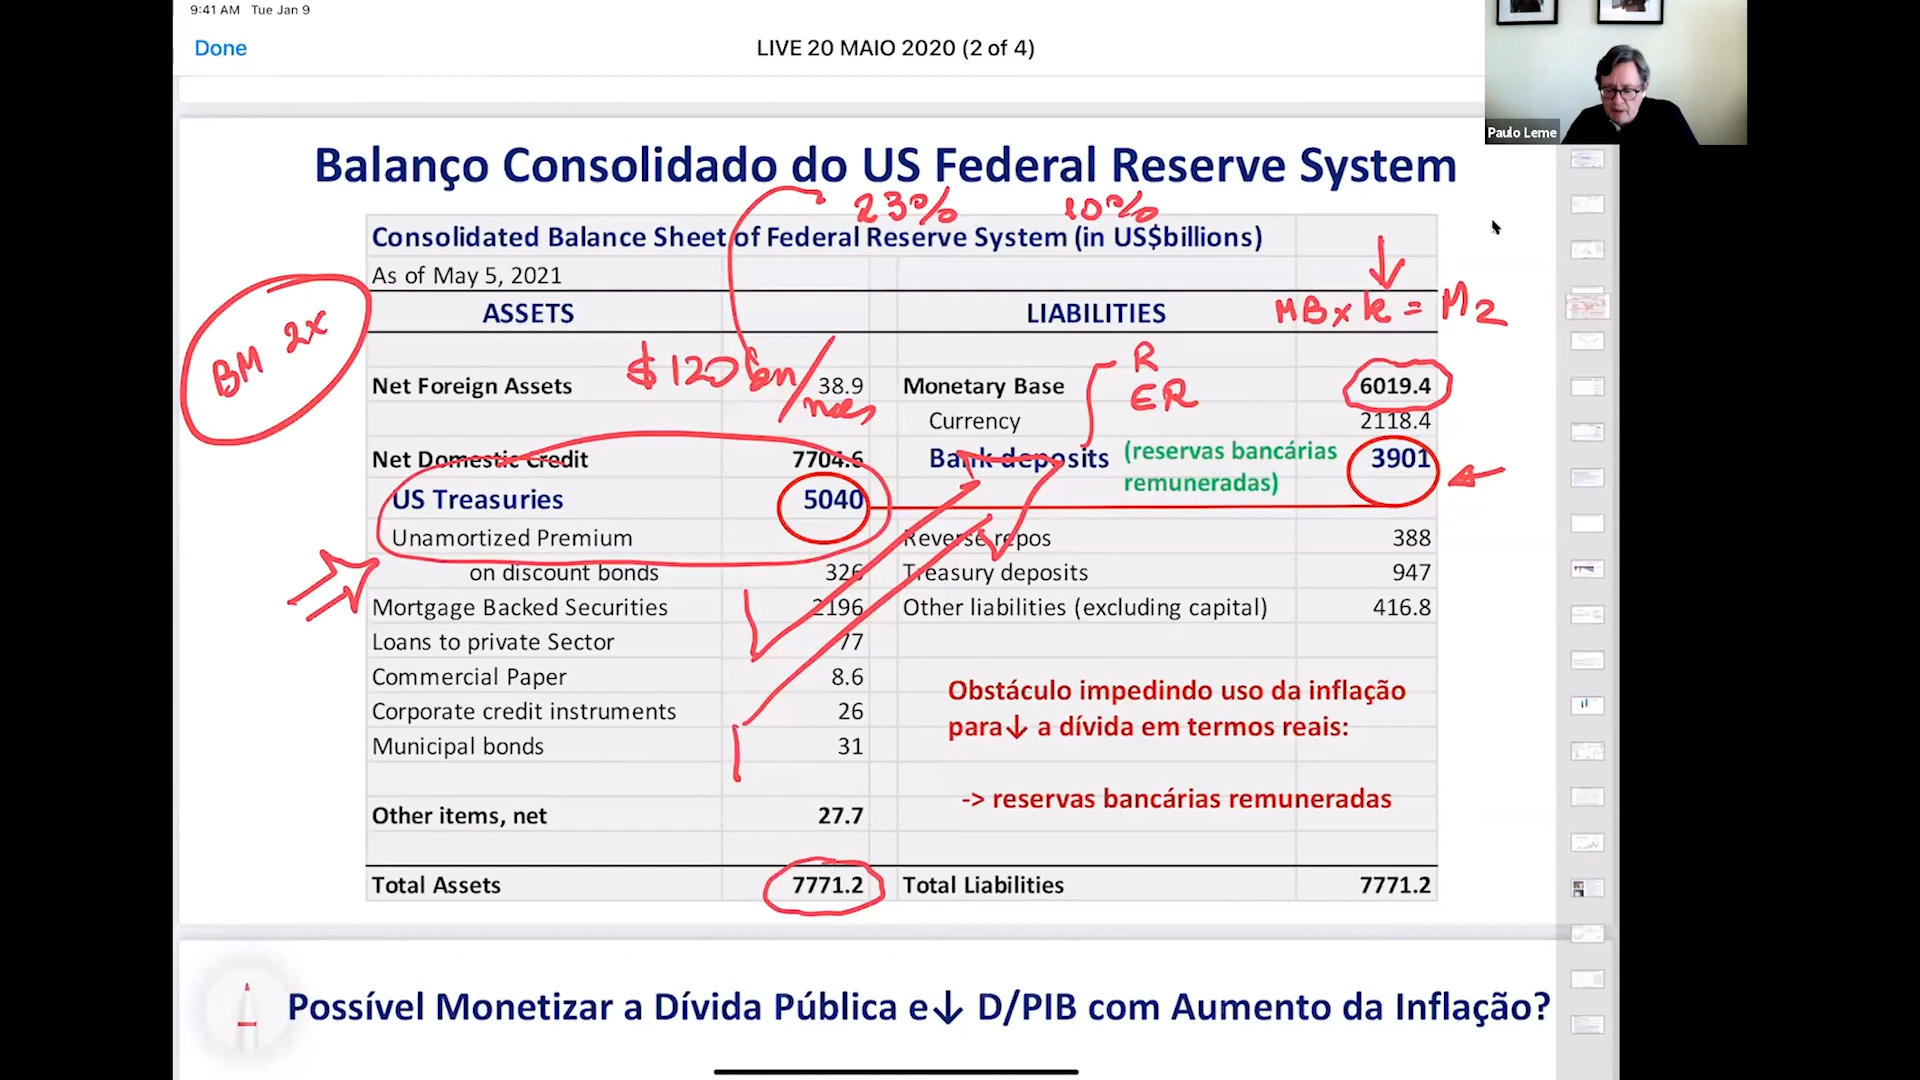 9:41 AM Tue Jan 9
Done
LIVE 20 MAIO 2020 (2 of 4)
Paulo Leme
Balanço Consolidado do US Federal Reserve System
23% 10%
Consolidated Balance Sheet of Federal Reserve System (in US$billions)
As of May 5, 2021
ASSETS LIABILITIES
MB x k = M2
BM 2x
$120 bn/mes
R
ER
Net Foreign Assets 38.9 Monetary Base 6019.4
Currency 2118.4
Net Domestic Credit 7704.6 Bank deposits (reservas bancárias remuneradas) 3901
US Treasuries 5040
Unamortized Premium Reverse repos 388
on discount bonds 326 Treasury deposits 947
Mortgage Backed Securities 2196 Other liabilities (excluding capital) 416.8
Loans to private Sector 77
Commercial Paper 8.6
Corporate credit instruments 26
Municipal bonds 31
Obstáculo impedindo uso da inflação
para↓ a dívida em termos reais:
-> reservas bancárias remuneradas
Other items, net 27.7
Total Assets 7771.2 Total Liabilities 7771.2
Possível Monetizar a Dívida Pública e↓ D/PIB com Aumento da Inflação?